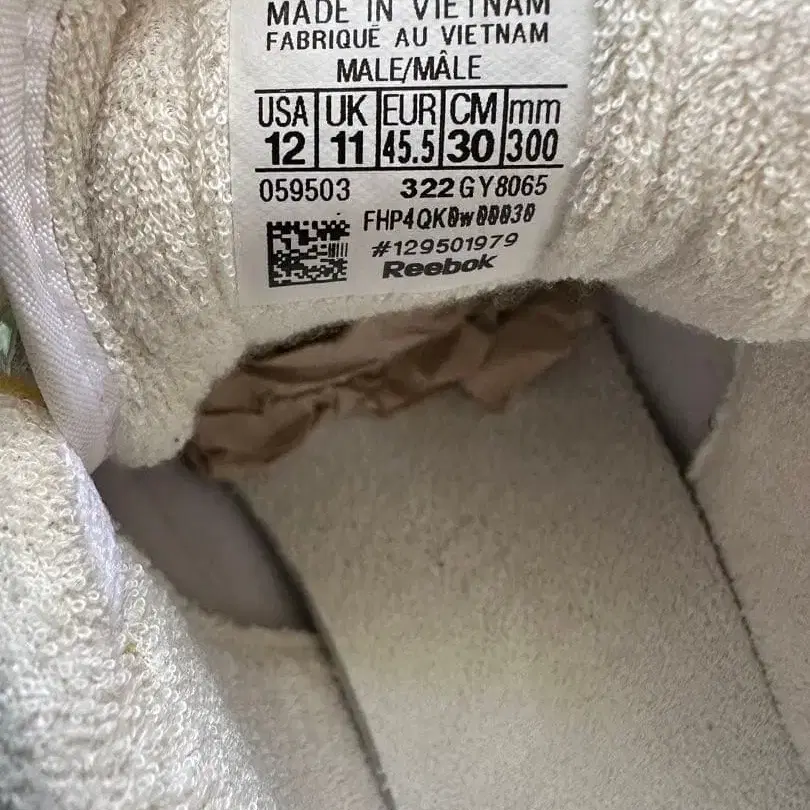 MADE IN VIETNAM
FABRIQUÉ AU VIETNAM
MALE/MÂLE
USA UK EUR CM mm
12 11 45.5 30 300
059503 322 GY8065
#129501979
Reebok